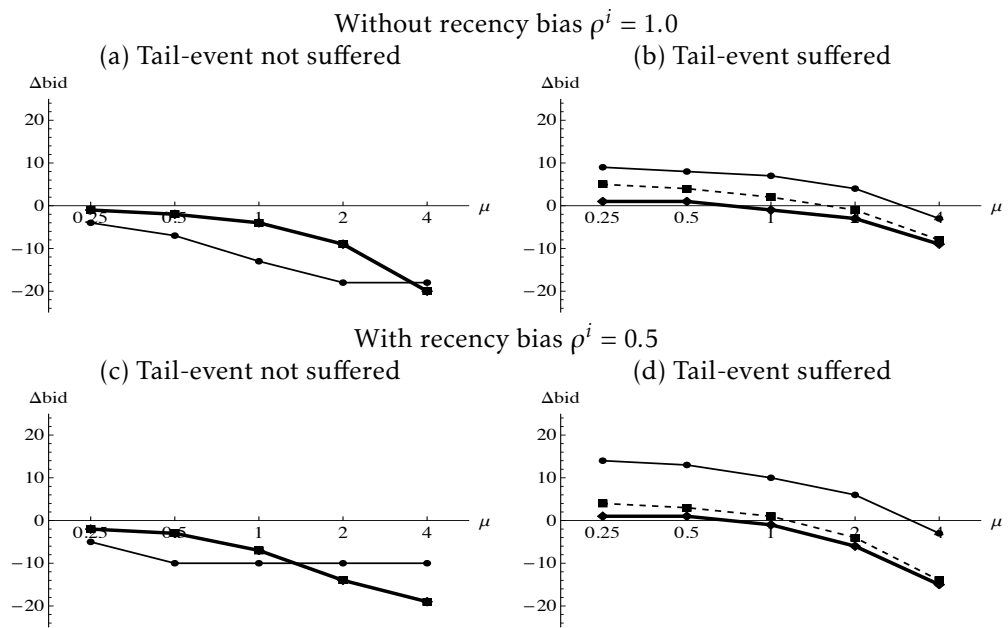 Without recency bias ρ^i = 1.0
(a) Tail-event not suffered
(b) Tail-event suffered
Δbid
20
10
0
−10
−20
0.25 0.5 1 2 4 μ
Δbid
20
10
0
−10
−20
0.25 0.5 1 2 4 μ
With recency bias ρ^i = 0.5
(c) Tail-event not suffered
(d) Tail-event suffered
Δbid
20
10
0
−10
−20
0.25 0.5 1 2 4 μ
Δbid
20
10
0
−10
−20
0.25 0.5 1 2 4 μ